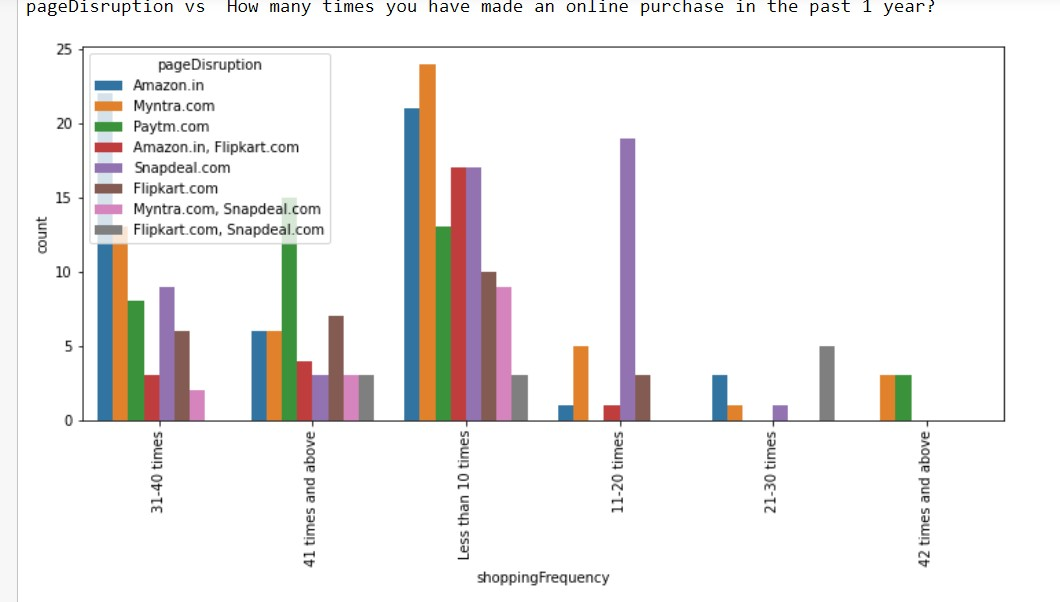 pageDisruption vs  How many times you have made an online purchase in the past 1 year?
25
20
15
10
5
0
count
pageDisruption
Amazon.in
Myntra.com
Paytm.com
Amazon.in, Flipkart.com
Snapdeal.com
Flipkart.com
Myntra.com, Snapdeal.com
Flipkart.com, Snapdeal.com
31-40 times
41 times and above
Less than 10 times
11-20 times
21-30 times
42 times and above
shoppingFrequency